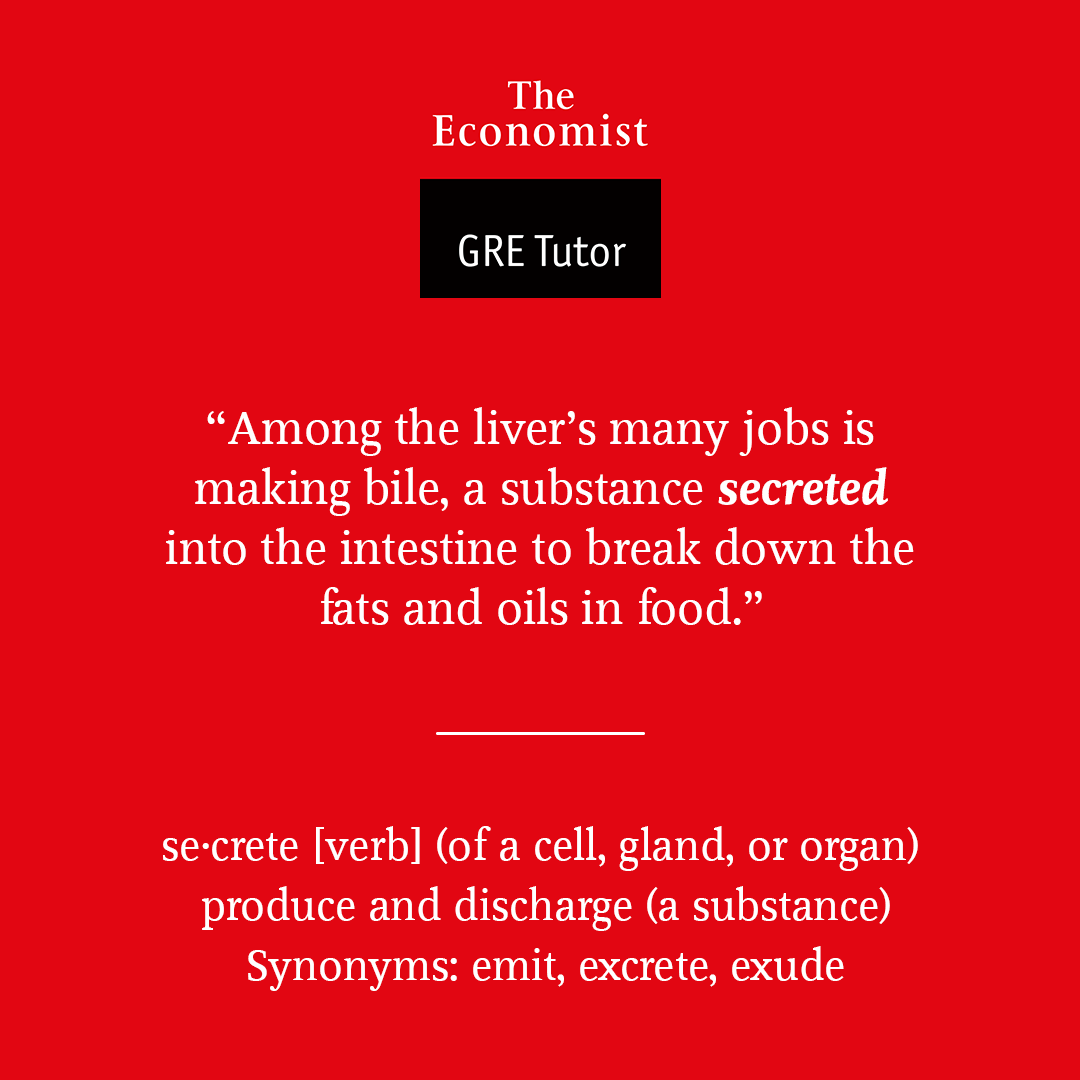 The
Economist
GRE Tutor
“Among the liver’s many jobs is
making bile, a substance secreted
into the intestine to break down the
fats and oils in food.”
se·crete [verb] (of a cell, gland, or organ)
produce and discharge (a substance)
Synonyms: emit, excrete, exude